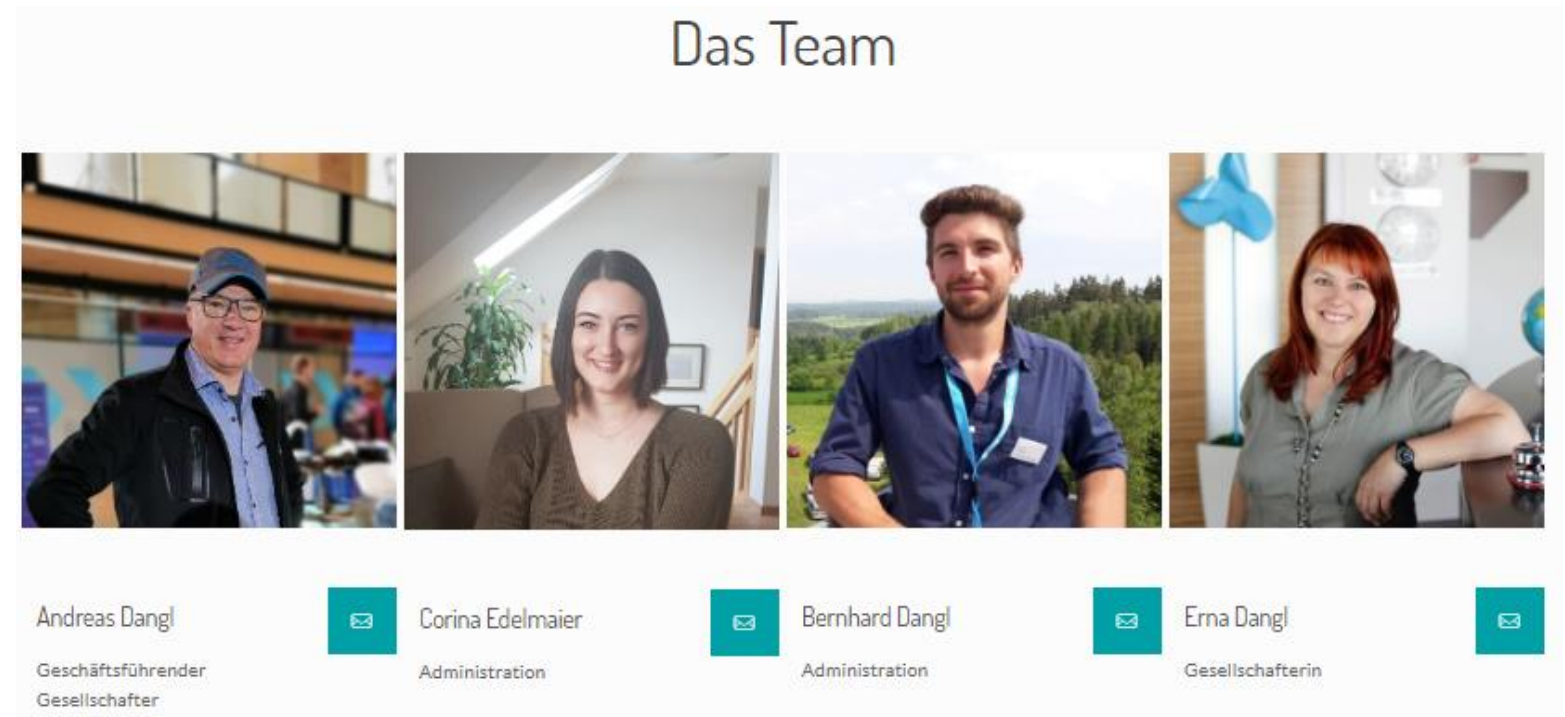 Das Team
Andreas Dangl
Geschäftsführender
Gesellschafter
Corina Edelmaier
Administration
Bernhard Dangl
Administration
Erna Dangl
Gesellschafterin